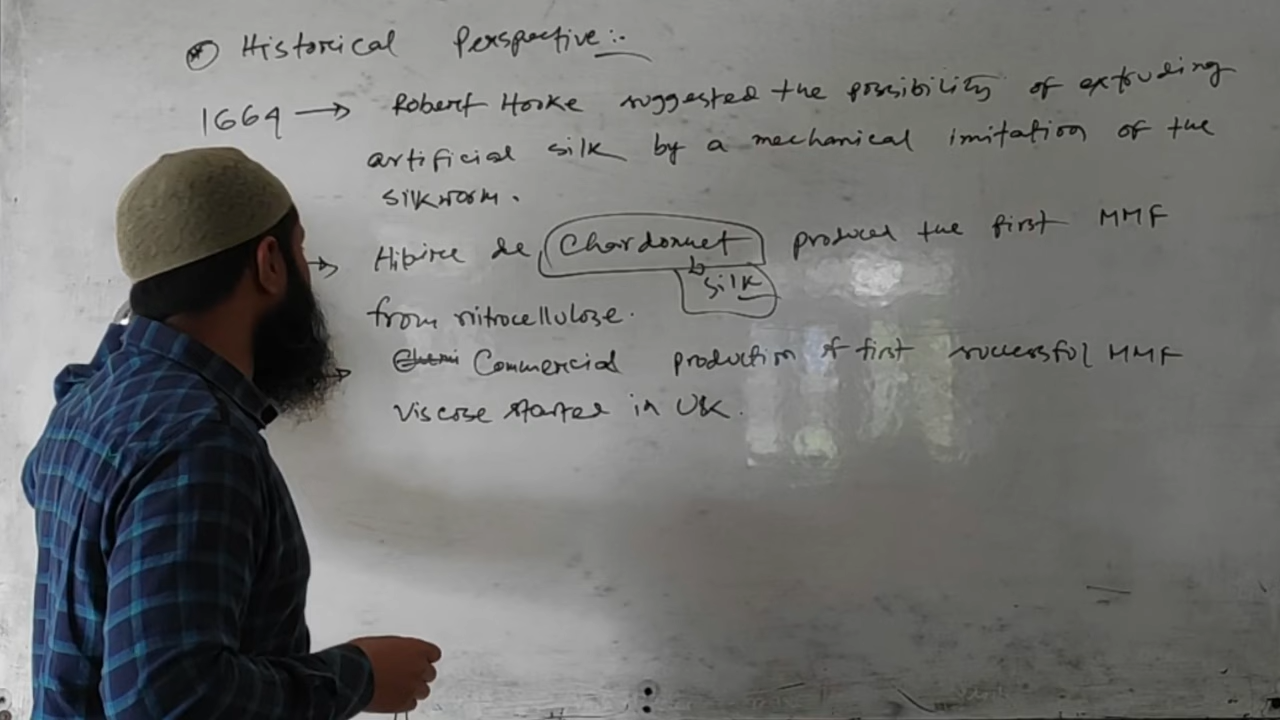 * Historical Perspective:-
1664 → Robert Hooke suggested the possibility of extruding
artificial silk by a mechanical imitation of the
silkworm.
→ Hilaire de Chardonnet produced the first MMF
silk
from nitrocellulose.
→ Commercial production of first successful MMF
Viscose started in UK.